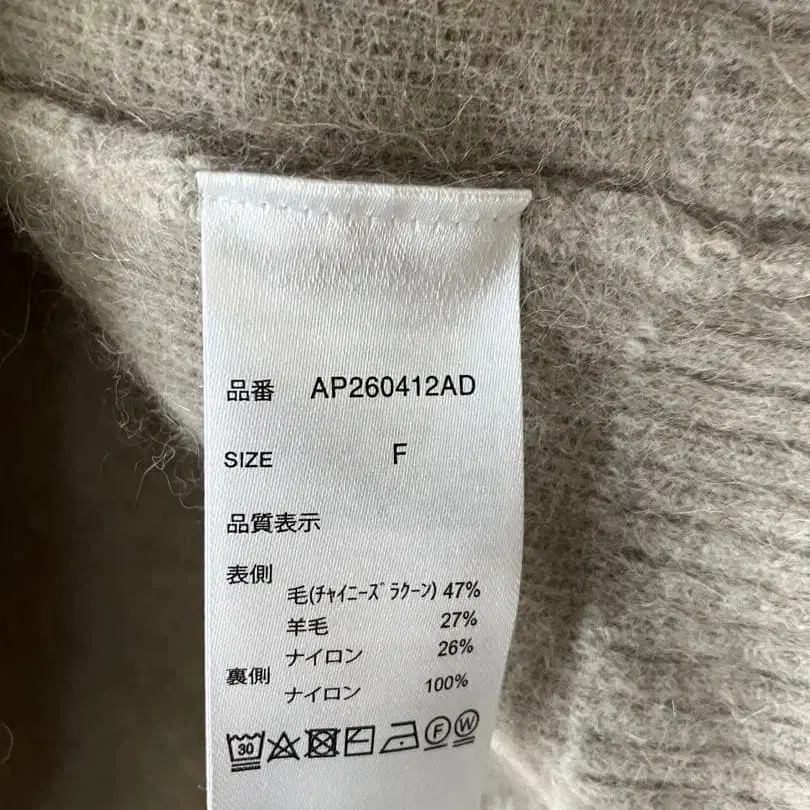 品番 AP260412AD
SIZE F
品質表示
表側
毛(ﾁｬｲﾆｰｽﾞﾗｸｰﾝ) 47%
羊毛 27%
ナイロン 26%
裏側
ナイロン 100%
30 F W